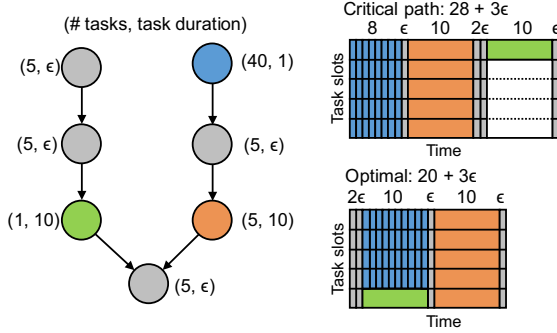 (# tasks, task duration)
(5, ϵ)
(40, 1)
(5, ϵ)
(5, ϵ)
(1, 10)
(5, 10)
(5, ϵ)
Critical path: 28 + 3ϵ
8 ϵ 10 2ϵ 10 ϵ
Task slots
Time
Optimal: 20 + 3ϵ
2ϵ 10 ϵ 10
Task slots
Time